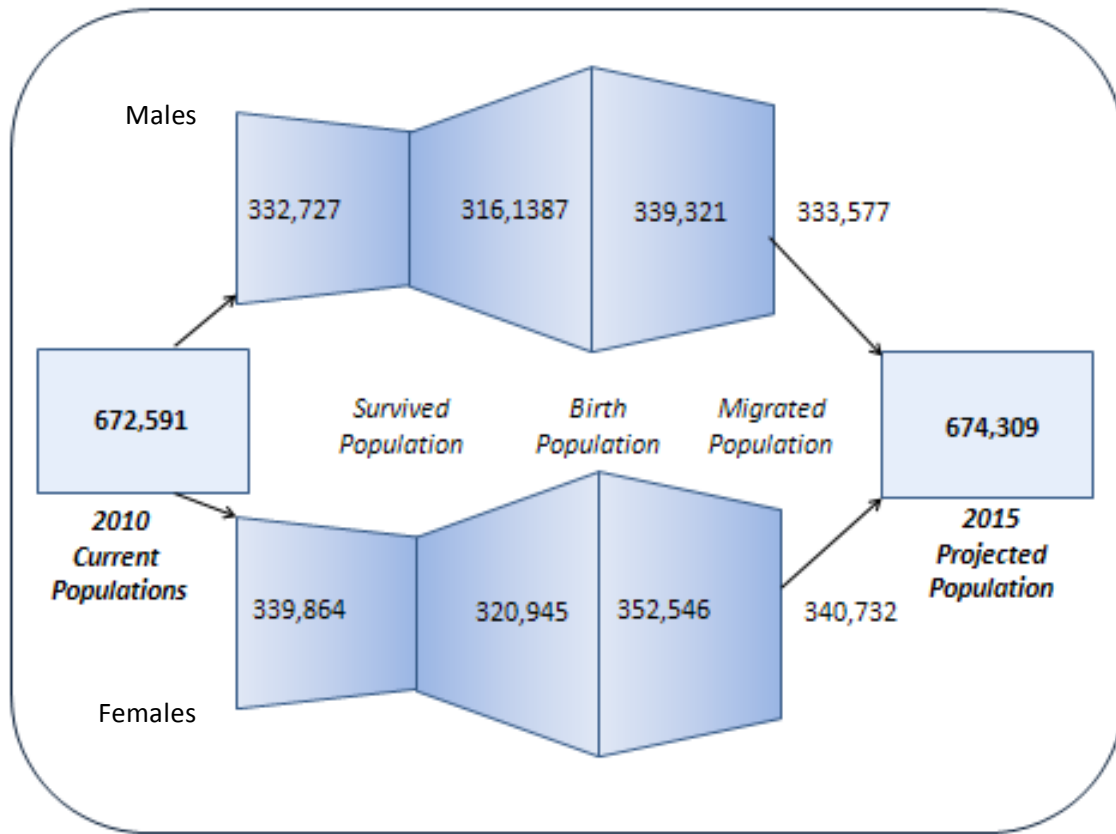 Males
332,727
316,1387
339,321
333,577
672,591
Survived
Population
Birth
Population
Migrated
Population
674,309
2010
Current
Populations
2015
Projected
Population
339,864
320,945
352,546
340,732
Females